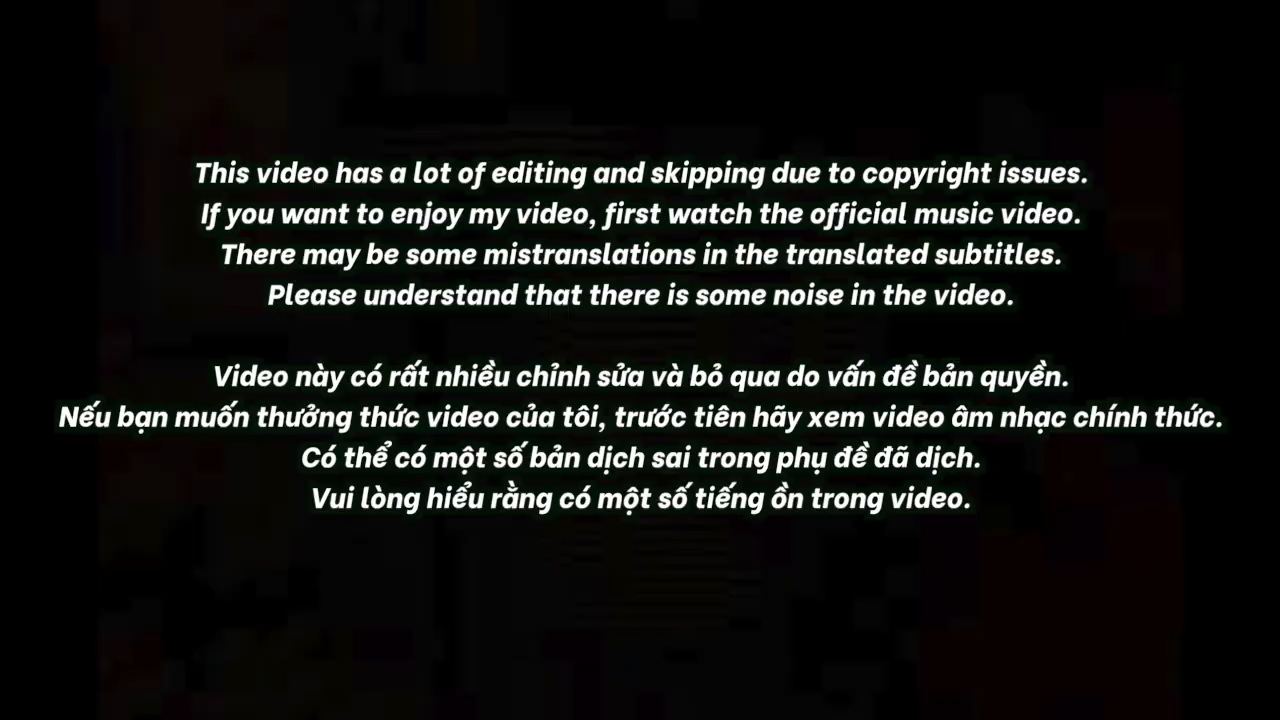 This video has a lot of editing and skipping due to copyright issues.
If you want to enjoy my video, first watch the official music video.
There may be some mistranslations in the translated subtitles.
Please understand that there is some noise in the video.
Video này có rất nhiều chỉnh sửa và bỏ qua do vấn đề bản quyền.
Nếu bạn muốn thưởng thức video của tôi, trước tiên hãy xem video âm nhạc chính thức.
Có thể có một số bản dịch sai trong phụ đề đã dịch.
Vui lòng hiểu rằng có một số tiếng ồn trong video.